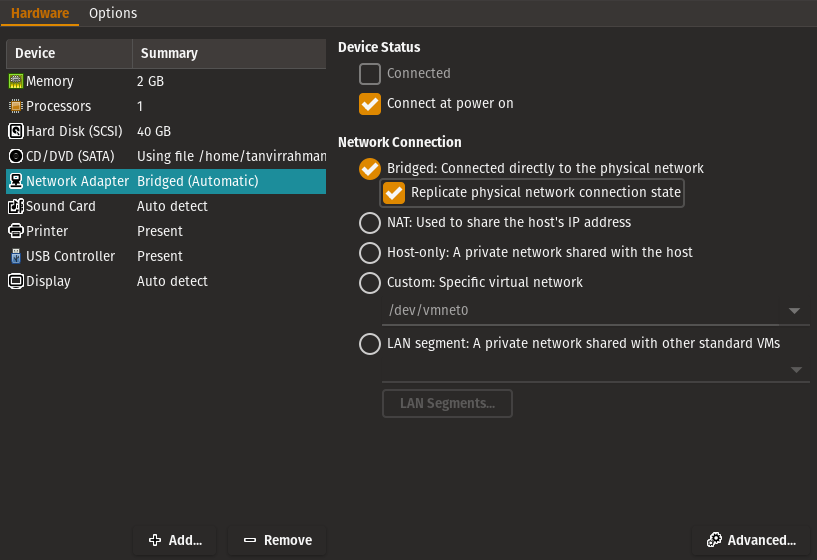 Hardware Options
Device Summary
Memory 2 GB
Processors 1
Hard Disk (SCSI) 40 GB
CD/DVD (SATA) Using file /home/tanvirrahman
Network Adapter Bridged (Automatic)
Sound Card Auto detect
Printer Present
USB Controller Present
Display Auto detect
Add... Remove
Device Status
Connected
Connect at power on
Network Connection
Bridged: Connected directly to the physical network
Replicate physical network connection state
NAT: Used to share the host's IP address
Host-only: A private network shared with the host
Custom: Specific virtual network
/dev/vmnet0
LAN segment: A private network shared with other standard VMs
LAN Segments...
Advanced...